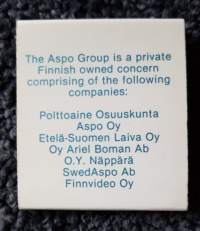 The Aspo Group is a private
Finnish owned concern
comprising of the following
companies:
Polttoaine Osuuskunta
Aspo Oy
Etelä-Suomen Laiva Oy
Oy Ariel Boman Ab
O.Y. Näppärä
SwedAspo Ab
Finnvideo Oy